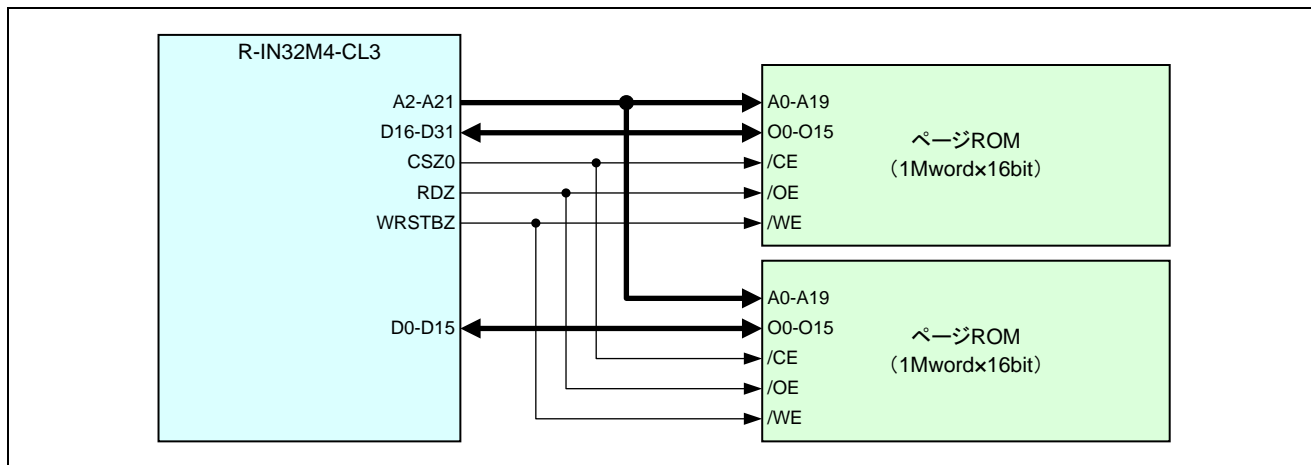 R-IN32M4-CL3
A2-A21
D16-D31
CSZ0
RDZ
WRSTBZ
D0-D15
A0-A19
O0-O15
/CE
/OE
/WE
ページROM
（1Mword×16bit）
A0-A19
O0-O15
/CE
/OE
/WE
ページROM
（1Mword×16bit）